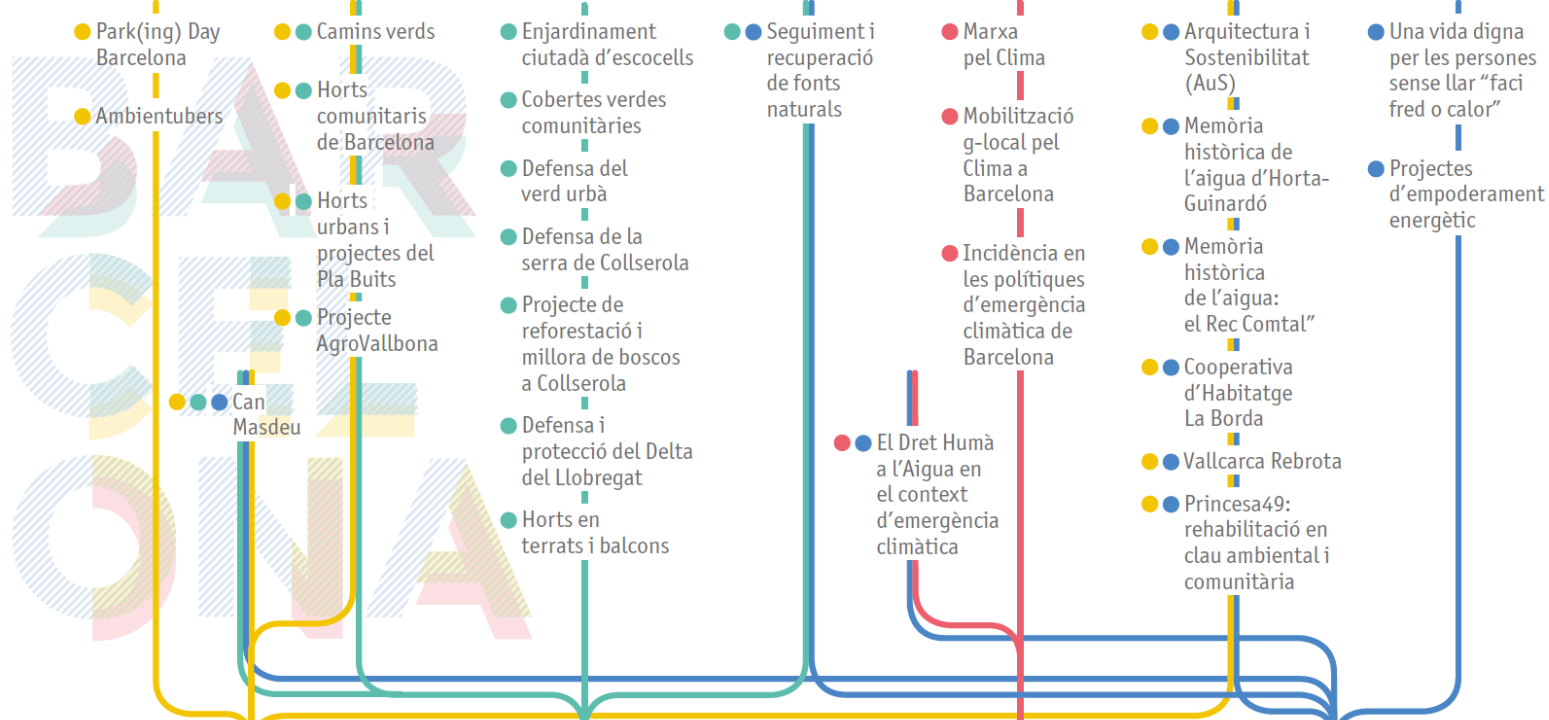 BAR
CEL
ONA
Park(ing) Day
Barcelona
Ambientubers
Camins verds
Horts
comunitaris
de Barcelona
Horts
urbans i
projectes del
Pla Buits
Projecte
AgroVallbona
Can
Masdeu
Enjardinament
ciutadà d’escocells
Cobertes verdes
comunitàries
Defensa del
verd urbà
Defensa de la
serra de Collserola
Projecte de
reforestació i
millora de boscos
a Collserola
Defensa i
protecció del Delta
del Llobregat
Horts en
terrats i balcons
Seguiment i
recuperació
de fonts
naturals
Marxa
pel Clima
Mobilització
g-local pel
Clima a
Barcelona
Incidència en
les polítiques
d’emergència
climàtica de
Barcelona
El Dret Humà
a l’Aigua en
el context
d’emergència
climàtica
Arquitectura i
Sostenibilitat
(AuS)
Memòria
històrica de
l’aigua d’Horta-
Guinardó
Memòria
històrica
de l’aigua:
el Rec Comtal”
Cooperativa
d’Habitatge
La Borda
Vallcarca Rebrota
Princesa49:
rehabilitació en
clau ambiental i
comunitària
Una vida digna
per les persones
sense llar “faci
fred o calor”
Projectes
d’empoderament
energètic